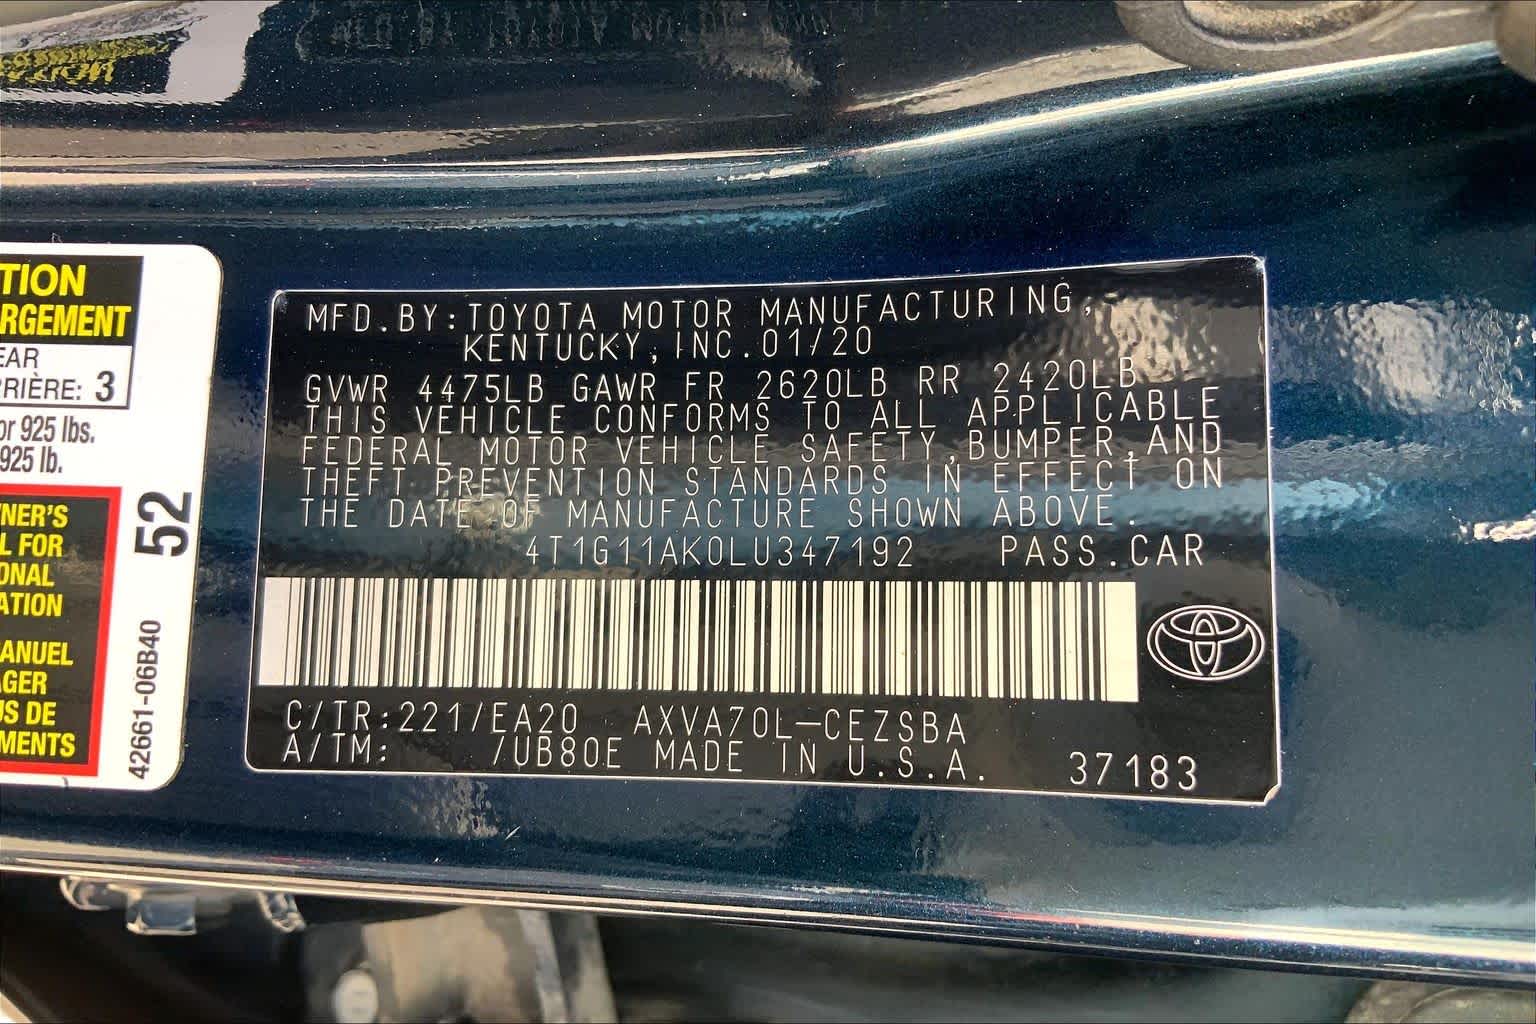 TION
RGEMENT
EAR
RRIÈRE: 3
or 925 lbs.
925 lb.
NER'S
L FOR
ONAL
ATION
ANUEL
AGER
US DE
MENTS
52
42661-06B40
MFD.BY:TOYOTA MOTOR MANUFACTURING,
KENTUCKY,INC.01/20
GVWR 4475LB GAWR FR 2620LB RR 2420LB
THIS VEHICLE CONFORMS TO ALL APPLICABLE
FEDERAL MOTOR VEHICLE SAFETY,BUMPER,AND
THEFT PREVENTION STANDARDS IN EFFECT ON
THE DATE OF MANUFACTURE SHOWN ABOVE.
4T1G11AK0LU347192 PASS.CAR
C/TR:221/EA20 AXVA70L-CEZSBA
A/TM: /UB80E MADE IN U.S.A. 37183